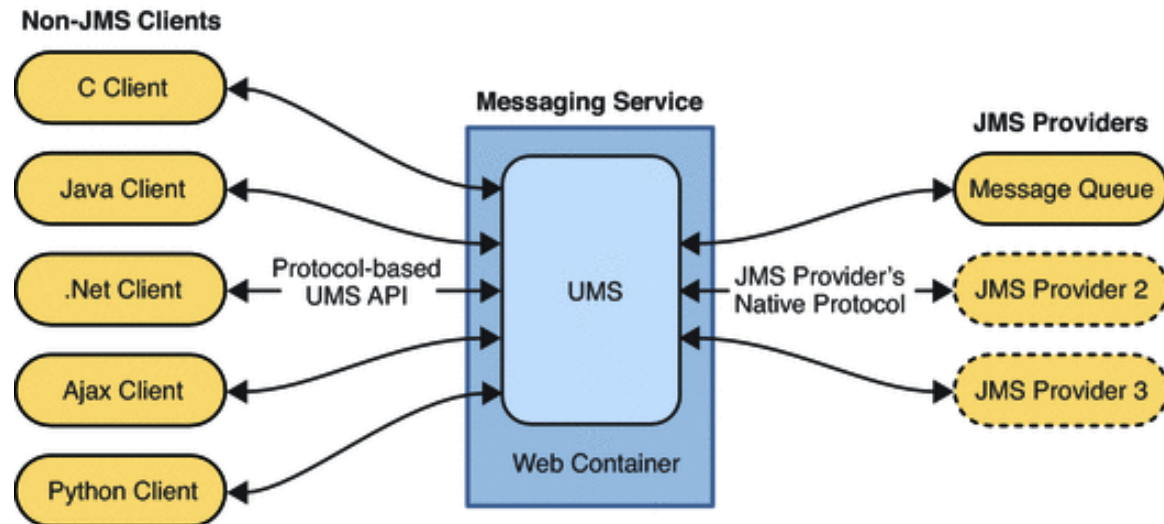 Non-JMS Clients
C Client
Java Client
.Net Client
Ajax Client
Python Client
Protocol-based
UMS API
Messaging Service
UMS
Web Container
JMS Provider's
Native Protocol
JMS Providers
Message Queue
JMS Provider 2
JMS Provider 3